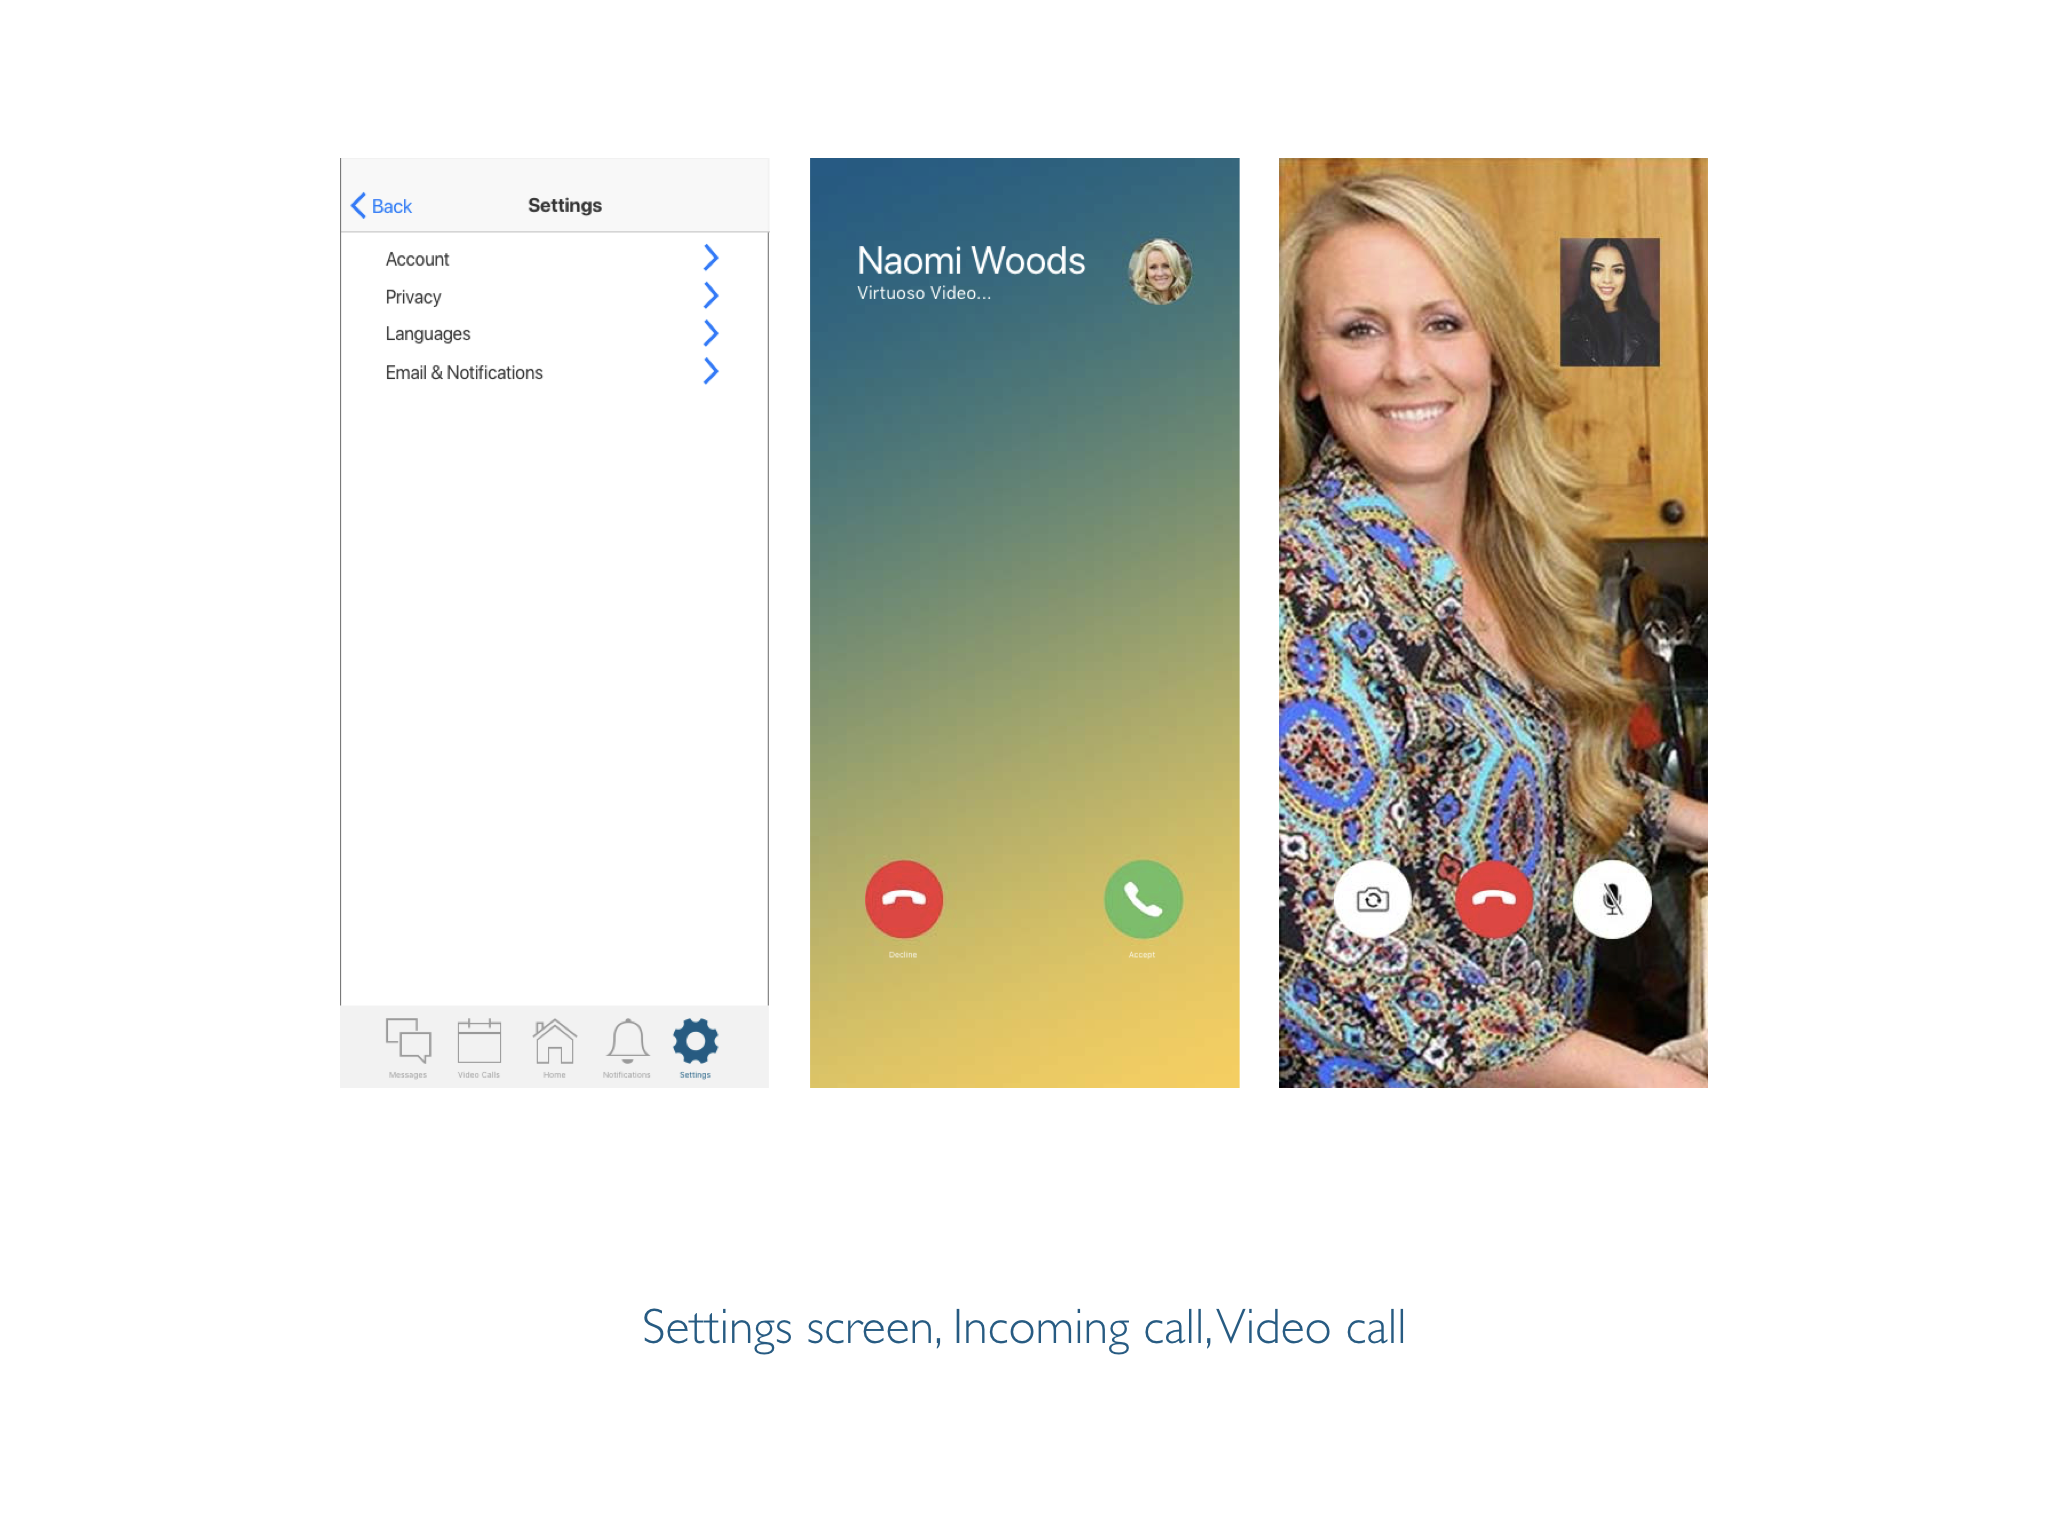 Back
Settings
Account
Privacy
Languages
Email & Notifications
Messages
Video Calls
Home
Notifications
Settings
Naomi Woods
Virtuoso Video...
Decline
Accept
Settings screen, Incoming call, Video call